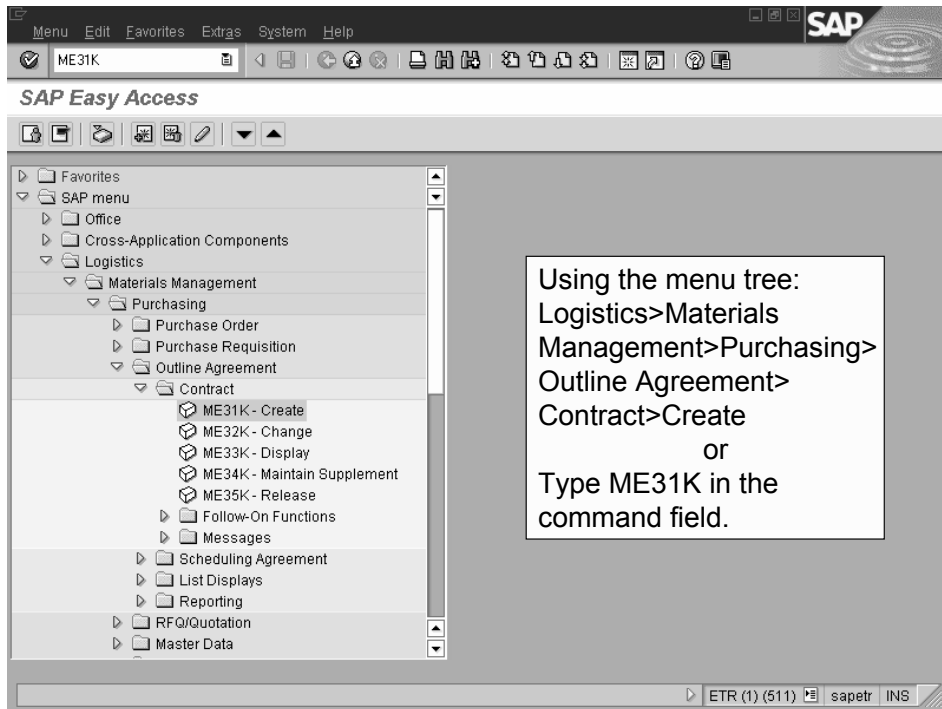 Menu Edit Favorites Extras System Help
SAP
ME31K
SAP Easy Access
Favorites
SAP menu
Office
Cross-Application Components
Logistics
Materials Management
Purchasing
Purchase Order
Purchase Requisition
Outline Agreement
Contract
ME31K - Create
ME32K - Change
ME33K - Display
ME34K - Maintain Supplement
ME35K - Release
Follow-On Functions
Messages
Scheduling Agreement
List Displays
Reporting
RFQ/Quotation
Master Data
Using the menu tree:
Logistics>Materials
Management>Purchasing>
Outline Agreement>
Contract>Create
or
Type ME31K in the
command field.
ETR (1) (511) sapetr INS